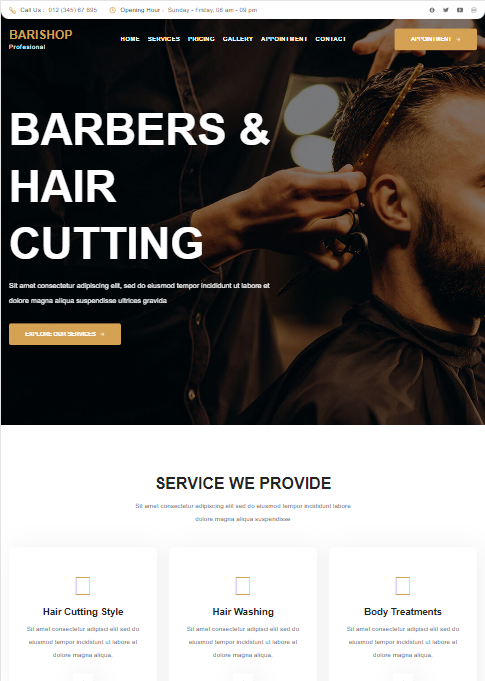 Call Us : 012 (345) 67 895 Opening Hour : Sunday - Friday, 08 am - 09 pm
BARISHOP
Profesional
HOME SERVICES PRICING GALLERY APPOINTMENT CONTACT
APPOINTMENT →
BARBERS &
HAIR
CUTTING
Sit amet consectetur adipiscing elit, sed do eiusmod tempor incididunt ut labore et
dolore magna aliqua suspendisse ultrices gravida
EXPLORE OUR SERVICES →
SERVICE WE PROVIDE
Sit amet consectetur adipiscing elit sed do eiusmod tempor incididunt labore
dolore magna aliqua suspendisse
Hair Cutting Style
Sit amet consectetur adipisci elit sed do
eiusmod tempor incididunt ut labore et
dolore magna aliqua.
Hair Washing
Sit amet consectetur adipisci elit sed do
eiusmod tempor incididunt ut labore et
dolore magna aliqua.
Body Treatments
Sit amet consectetur adipisci elit sed do
eiusmod tempor incididunt ut labore et
dolore magna aliqua.